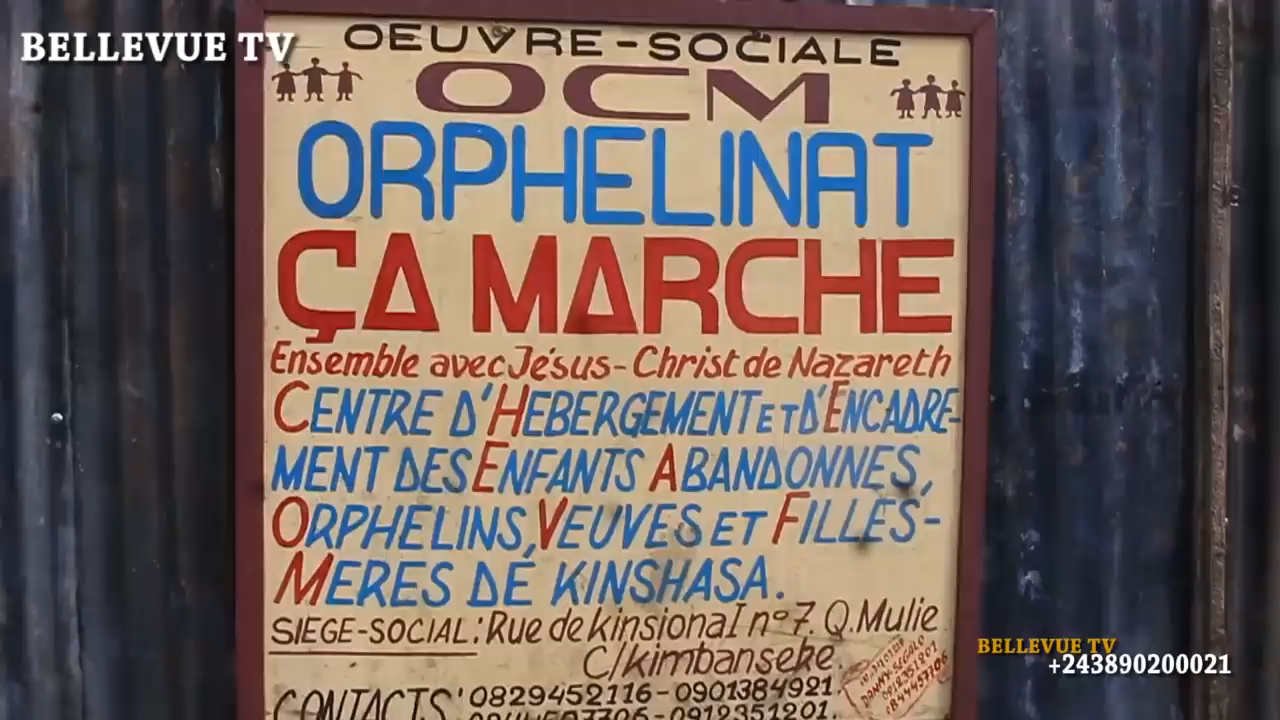 BELLEVUE TV
OEUVRE-SOCIALE
OCM
ORPHELINAT
ÇA MARCHE
Ensemble avec Jésus-Christ de Nazareth
CENTRE D'HEBERGEMENT ET D'ENCADRE-
MENT DES ENFANTS ABANDONNES,
ORPHELINS, VEUVES ET FILLES-
MERES DE KINSHASA.
SIEGE-SOCIAL: Rue de kinsional n°7. Q.Mulie
C/kimbanseke.
CONTACTS: 0829452116-0901384921.
0912351201.
BELLEVUE TV
+243890200021